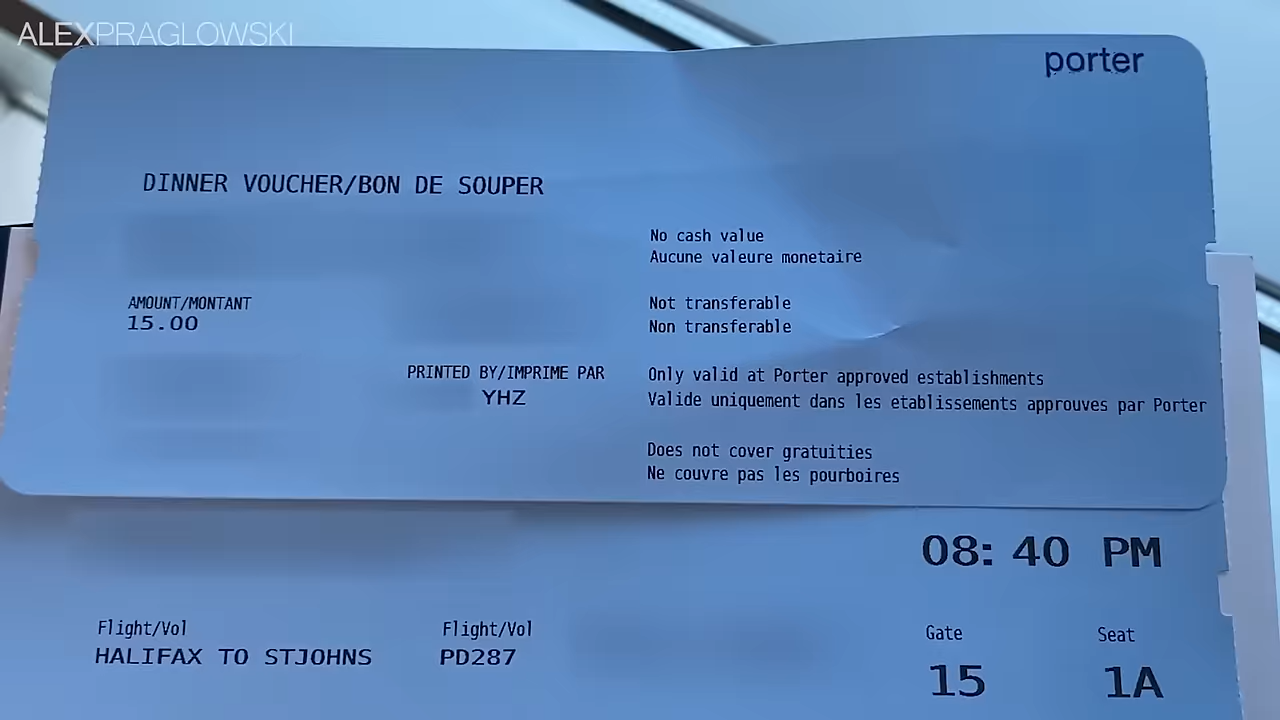 ALEXPRAGLOWSKI
porter
DINNER VOUCHER/BON DE SOUPER
No cash value
Aucune valeure monetaire
AMOUNT/MONTANT
15.00
Not transferable
Non transferable
PRINTED BY/IMPRIME PAR
YHZ
Only valid at Porter approved establishments
Valide uniquement dans les etablissements approuves par Porter
Does not cover gratuities
Ne couvre pas les pourboires
08:40 PM
Flight/Vol
HALIFAX TO STJOHNS
Flight/Vol
PD287
Gate
15
Seat
1A